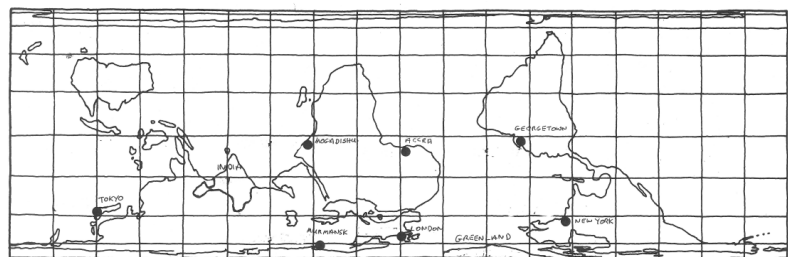 GEORGETOWN
MOGADISHU
ACCRA
INDIA
TOKYO
NEW YORK
MURMANSK
LONDON
GREENLAND